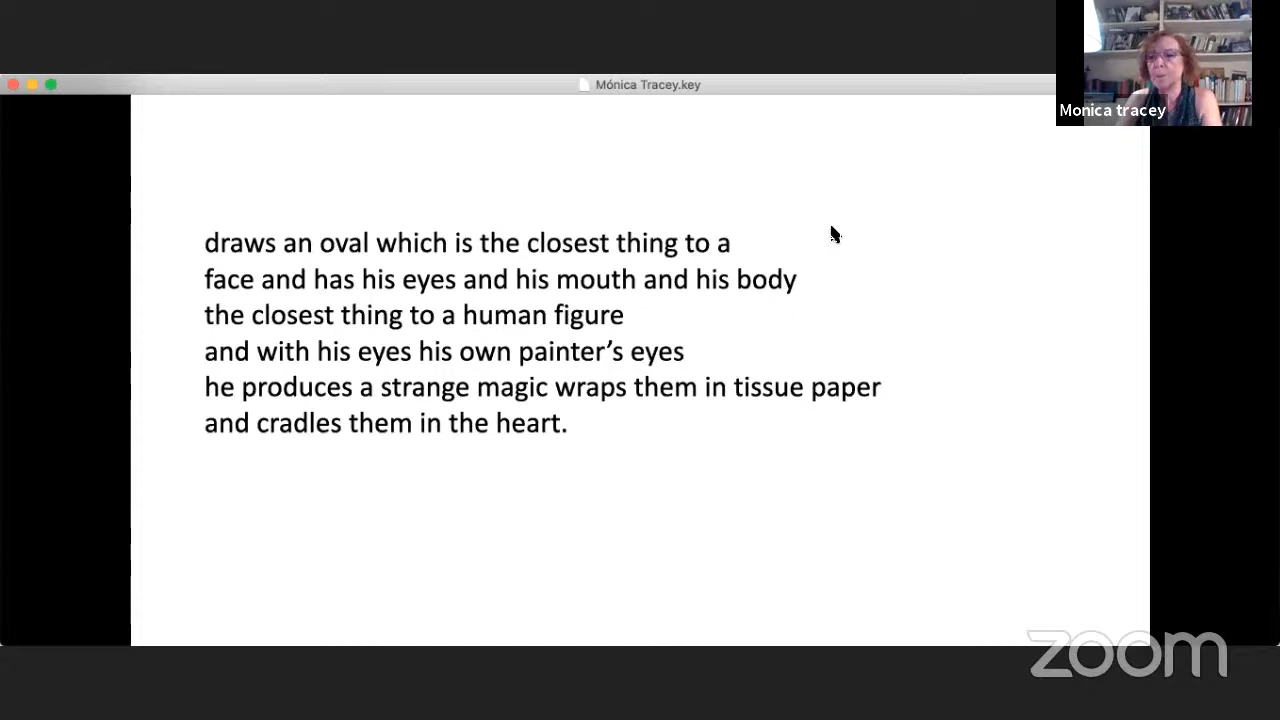 Mónica Tracey.key
Monica tracey
draws an oval which is the closest thing to a
face and has his eyes and his mouth and his body
the closest thing to a human figure
and with his eyes his own painter’s eyes
he produces a strange magic wraps them in tissue paper
and cradles them in the heart.
zoom